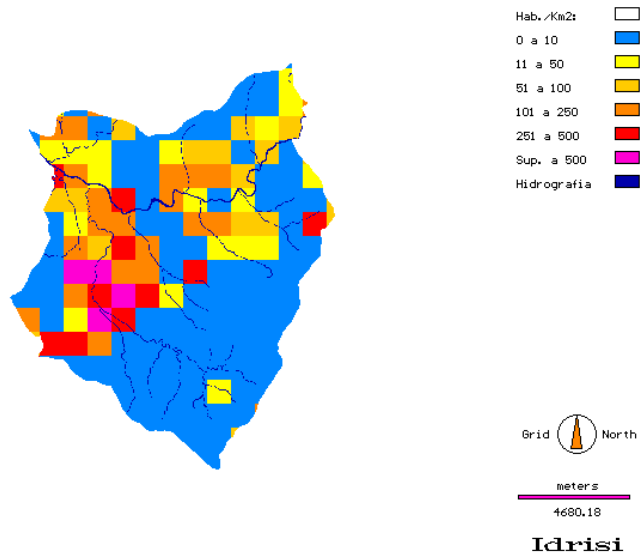 Hab./Km2:
0 a 10
11 a 50
51 a 100
101 a 250
251 a 500
Sup. a 500
Hidrografia
Grid North
meters
4680.18
Idrisi